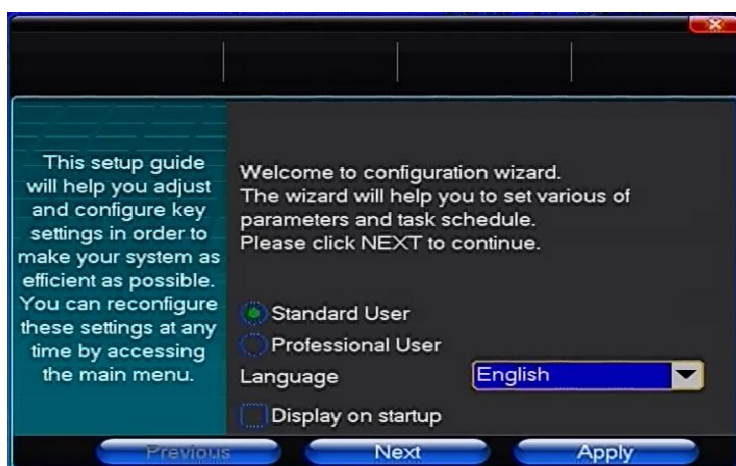 This setup guide
will help you adjust
and configure key
settings in order to
make your system as
efficient as possible.
You can reconfigure
these settings at any
time by accessing
the main menu.
Welcome to configuration wizard.
The wizard will help you to set various of
parameters and task schedule.
Please click NEXT to continue.
Standard User
Professional User
Language English
Display on startup
Previous Next Apply